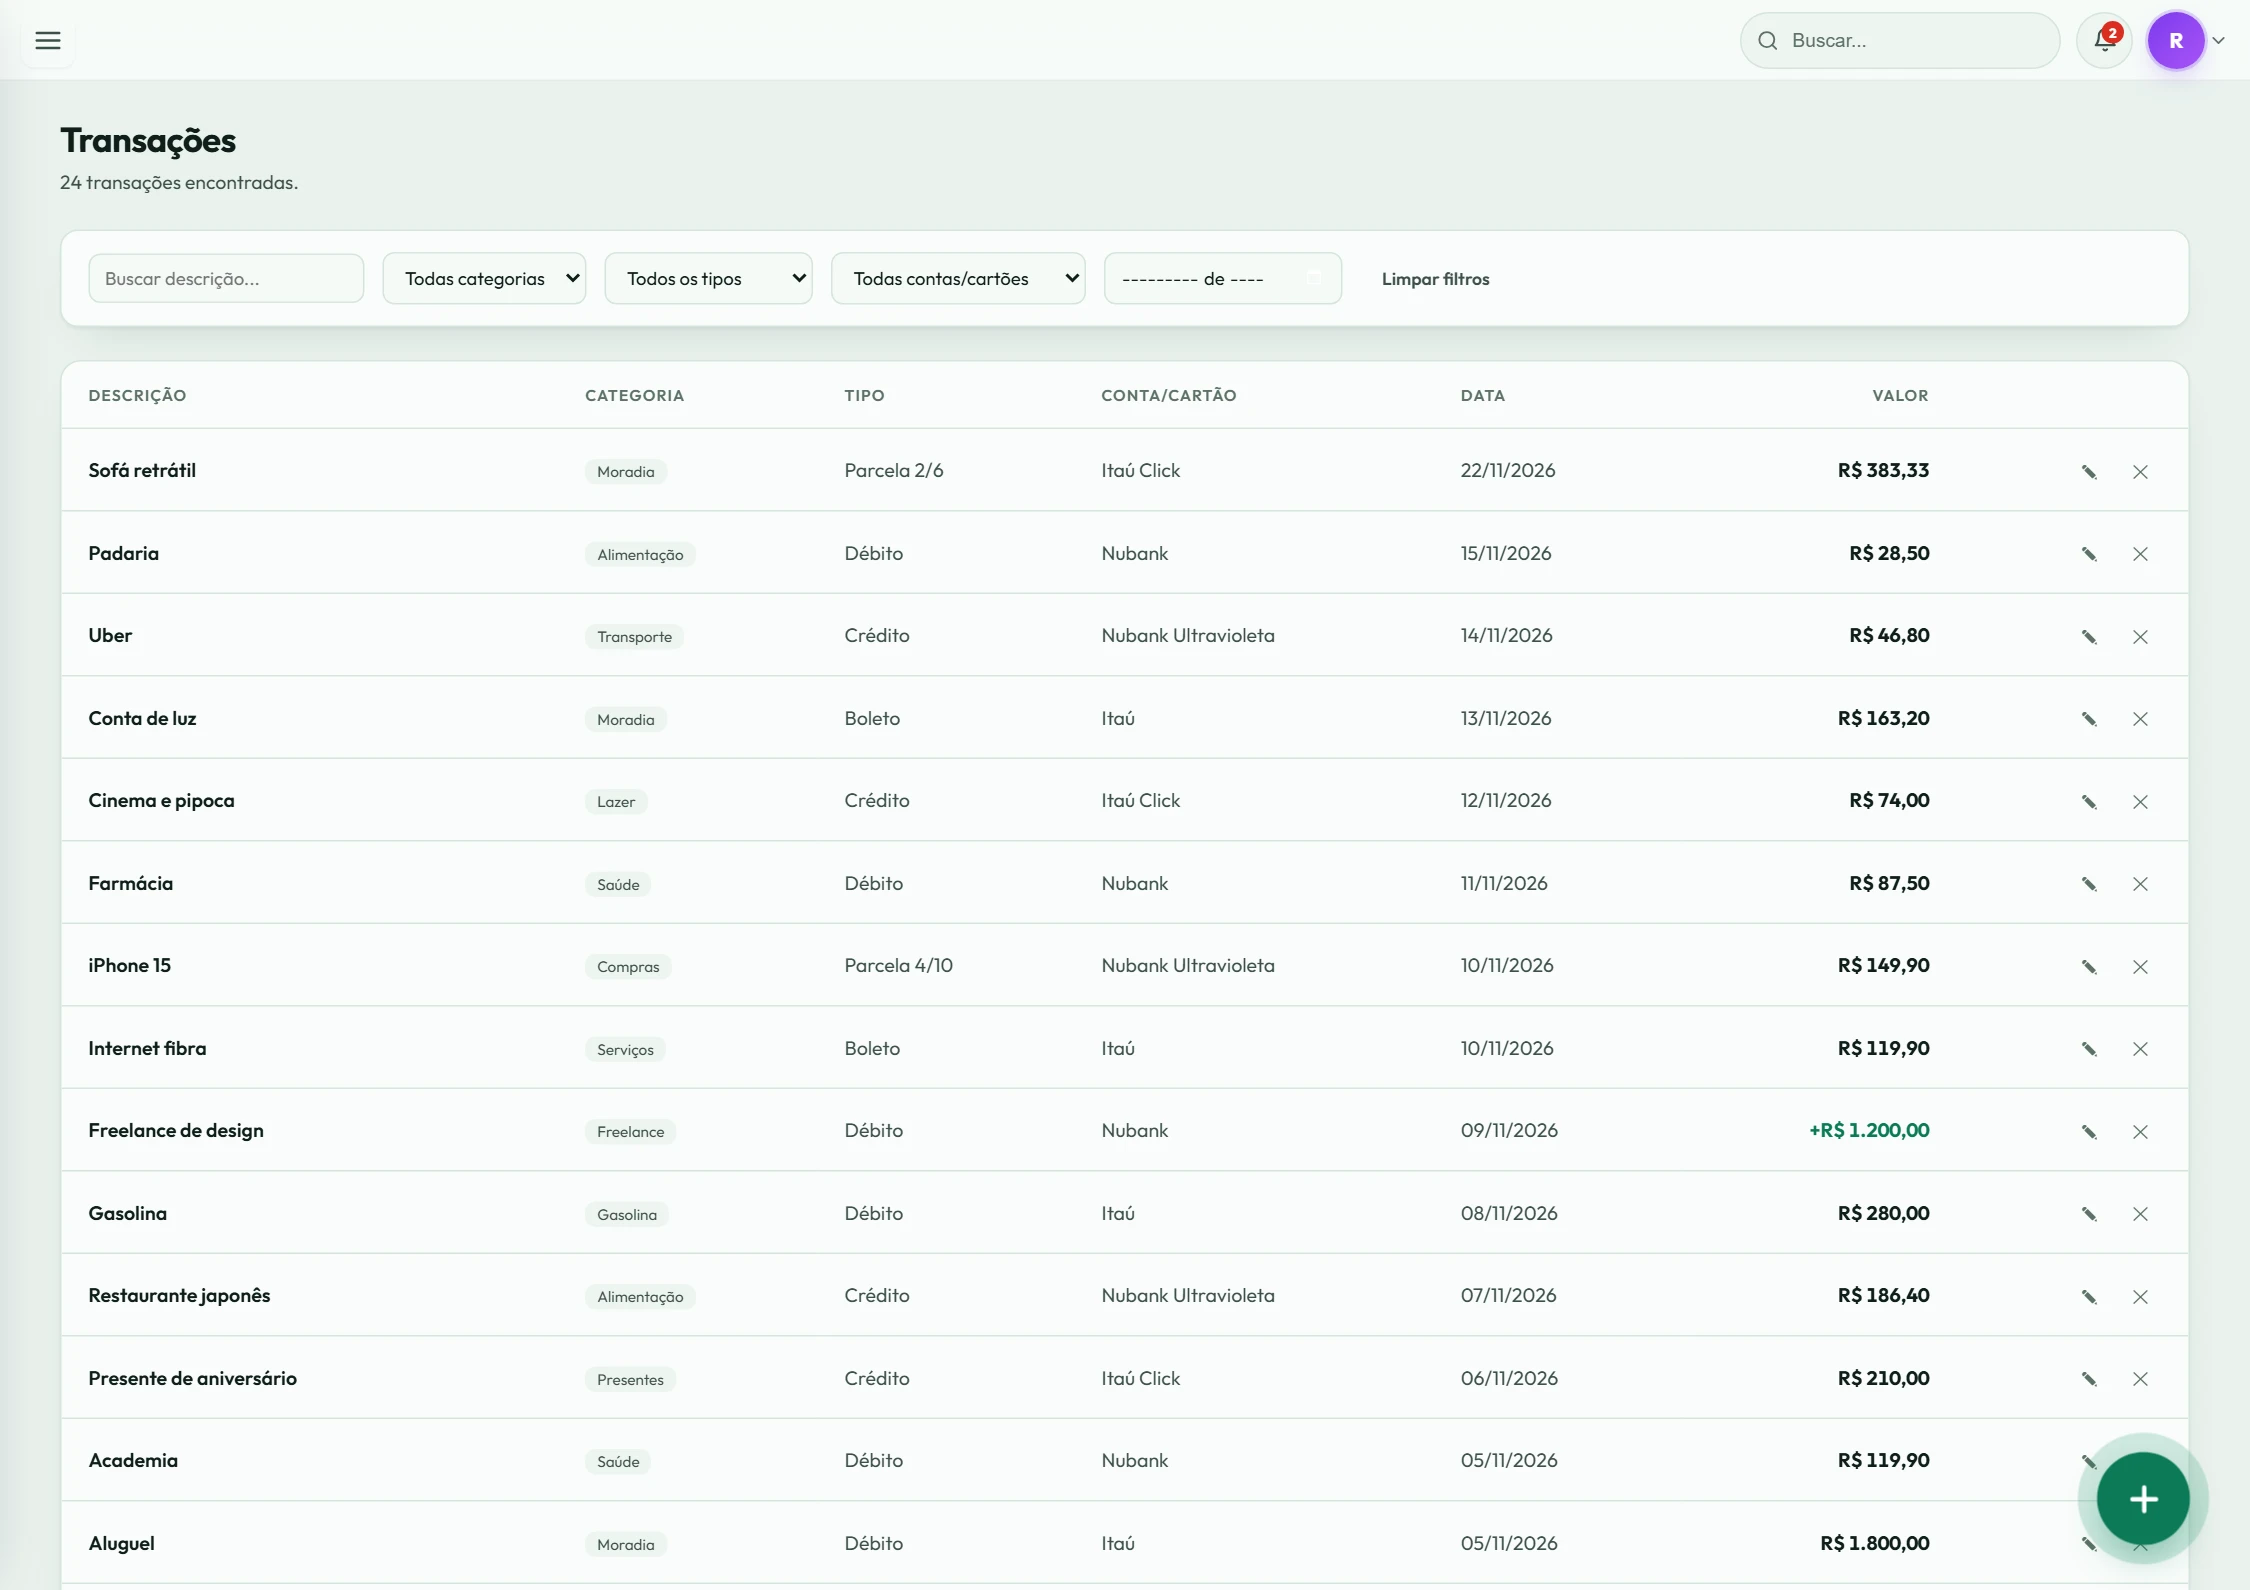 Buscar...
2
R
Transações
24 transações encontradas.
Buscar descrição... Todas categorias Todos os tipos Todas contas/cartões --------- de ---- Limpar filtros
DESCRIÇÃO CATEGORIA TIPO CONTA/CARTÃO DATA VALOR
Sofá retrátil Moradia Parcela 2/6 Itaú Click 22/11/2026 R$ 383,33
Padaria Alimentação Débito Nubank 15/11/2026 R$ 28,50
Uber Transporte Crédito Nubank Ultravioleta 14/11/2026 R$ 46,80
Conta de luz Moradia Boleto Itaú 13/11/2026 R$ 163,20
Cinema e pipoca Lazer Crédito Itaú Click 12/11/2026 R$ 74,00
Farmácia Saúde Débito Nubank 11/11/2026 R$ 87,50
iPhone 15 Compras Parcela 4/10 Nubank Ultravioleta 10/11/2026 R$ 149,90
Internet fibra Serviços Boleto Itaú 10/11/2026 R$ 119,90
Freelance de design Freelance Débito Nubank 09/11/2026 +R$ 1.200,00
Gasolina Gasolina Débito Itaú 08/11/2026 R$ 280,00
Restaurante japonês Alimentação Crédito Nubank Ultravioleta 07/11/2026 R$ 186,40
Presente de aniversário Presentes Crédito Itaú Click 06/11/2026 R$ 210,00
Academia Saúde Débito Nubank 05/11/2026 R$ 119,90
Aluguel Moradia Débito Itaú 05/11/2026 R$ 1.800,00